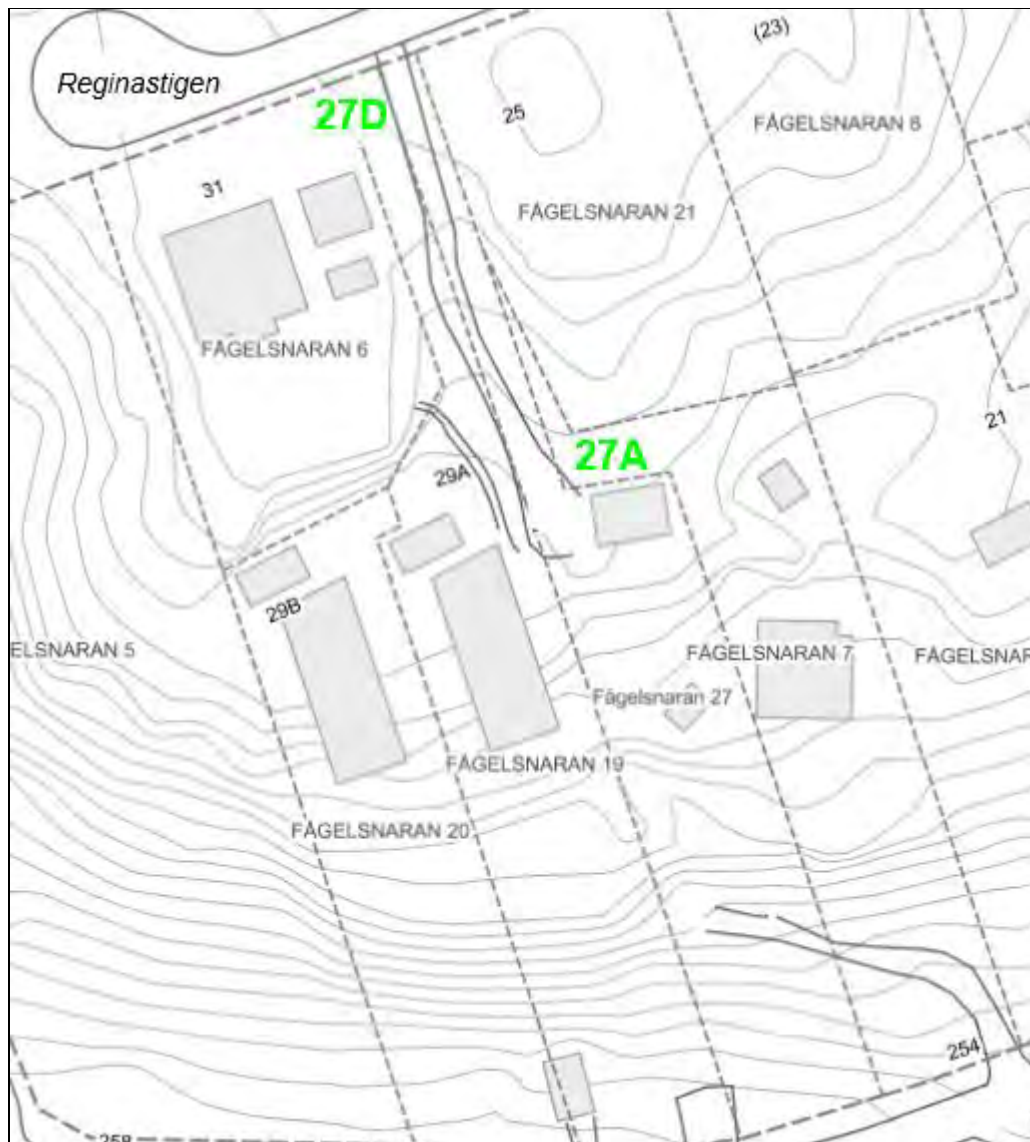 (23)
Reginastigen
27D
25
FÅGELSNARAN 8
31
FÅGELSNARAN 21
FÅGELSNARAN 6
21
27A
29A
29B
ELSNARAN 5
FÅGELSNARAN 7
FÅGELSNAR
Fågelsnaran 27
FÅGELSNARAN 19
FÅGELSNARAN 20
254
258